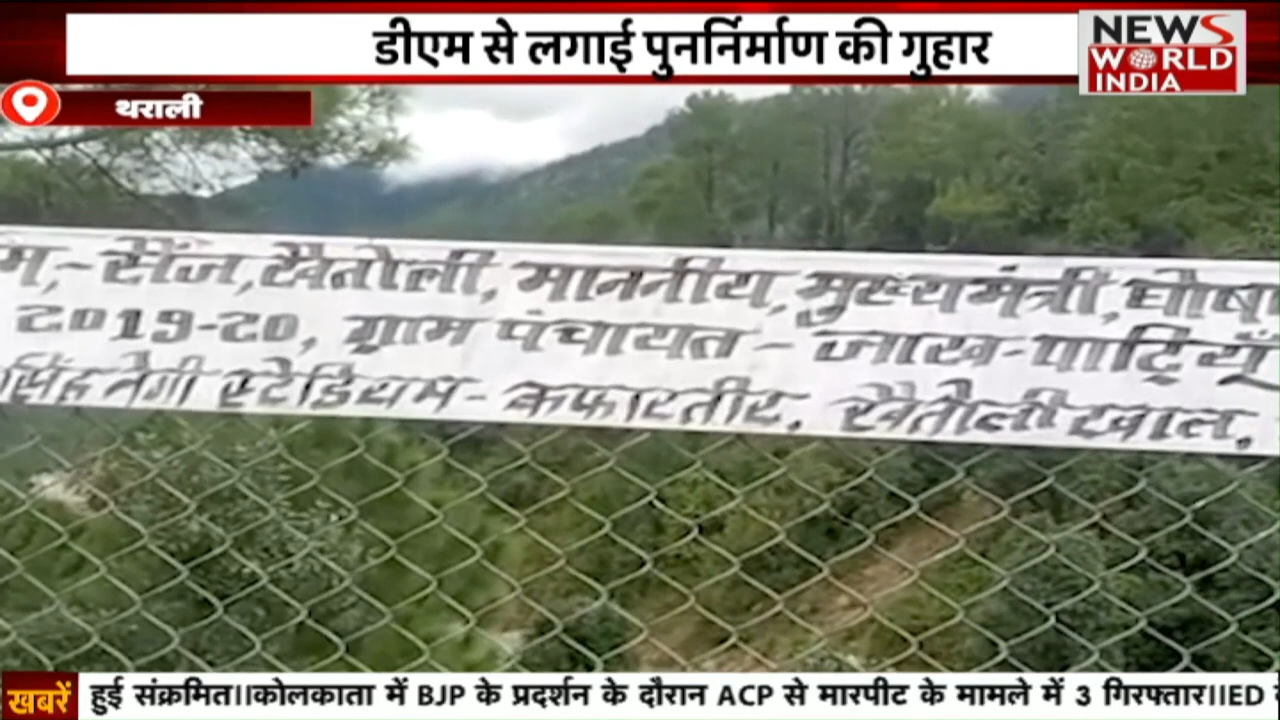 डीएम से लगाई पुनर्निर्माण की गुहार
NEWS
WORLD
INDIA
थराली
सैंज, खैतोली, माननीय, मुख्यमंत्री, घोषा
2019-20, ग्राम पंचायत - जाख-पाट्यूँ
सिंह नेगी स्टेडियम - कफारतीर, खैतोलीखाल,
खबरें
हुई संक्रमित।।कोलकाता में BJP के प्रदर्शन के दौरान ACP से मारपीट के मामले में 3 गिरफ्तार।।ED